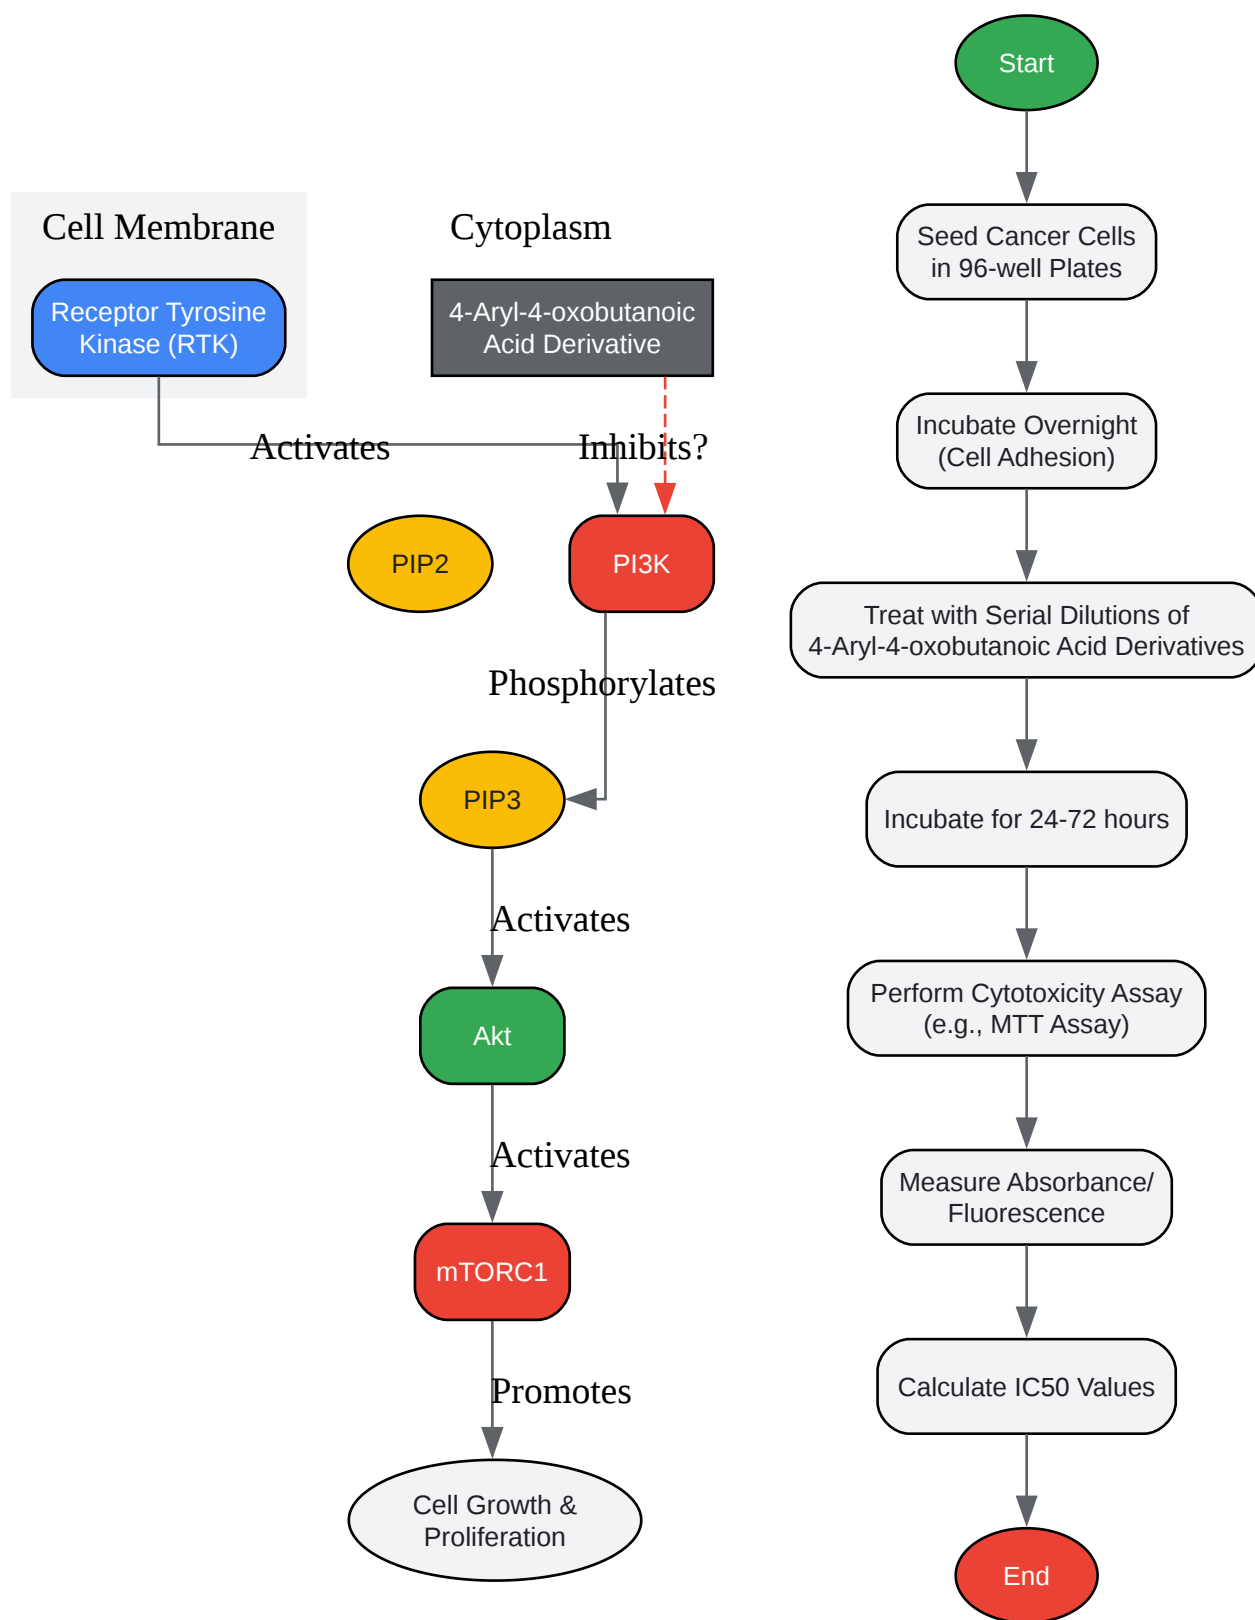 Cell Membrane
Receptor Tyrosine
Kinase (RTK)
Cytoplasm
4-Aryl-4-oxobutanoic
Acid Derivative
Activates
Inhibits?
PIP2
PI3K
Phosphorylates
PIP3
Activates
Akt
Activates
mTORC1
Promotes
Cell Growth &
Proliferation
Start
Seed Cancer Cells
in 96-well Plates
Incubate Overnight
(Cell Adhesion)
Treat with Serial Dilutions of
4-Aryl-4-oxobutanoic Acid Derivatives
Incubate for 24-72 hours
Perform Cytotoxicity Assay
(e.g., MTT Assay)
Measure Absorbance/
Fluorescence
Calculate IC50 Values
End